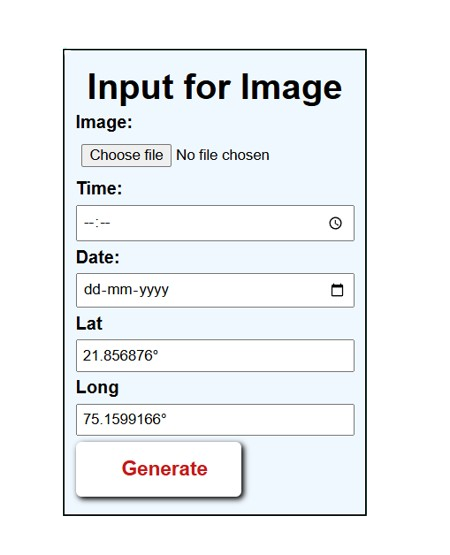 Input for Image
Image:
Choose file No file chosen
Time:
--:--
Date:
dd-mm-yyyy
Lat
21.856876°
Long
75.1599166°
Generate